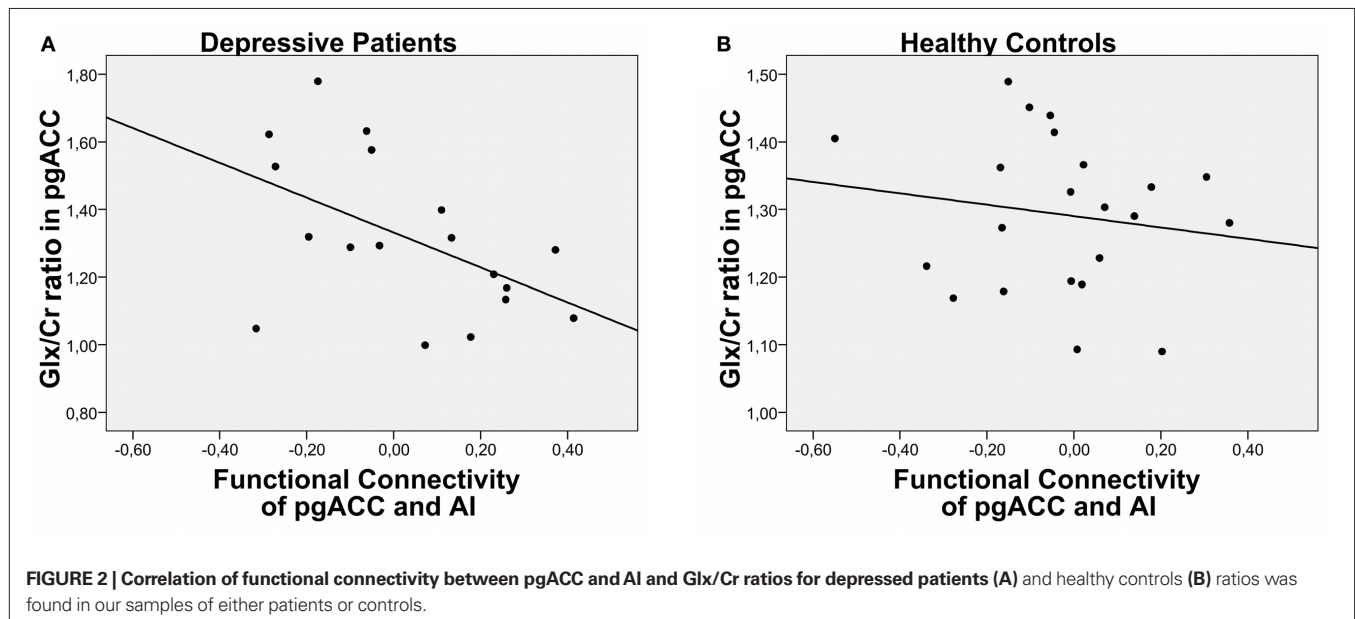 A
Depressive Patients
Glx/Cr ratio in pgACC
1,80
1,60
1,40
1,20
1,00
0,80
-0,60 -0,40 -0,20 0,00 0,20 0,40
Functional Connectivity
of pgACC and AI
B
Healthy Controls
Glx/Cr ratio in pgACC
1,50
1,40
1,30
1,20
1,10
1,00
-0,60 -0,40 -0,20 0,00 0,20 0,40
Functional Connectivity
of pgACC and AI
FIGURE 2 | Correlation of functional connectivity between pgACC and AI and Glx/Cr ratios for depressed patients (A) and healthy controls (B) ratios was
found in our samples of either patients or controls.